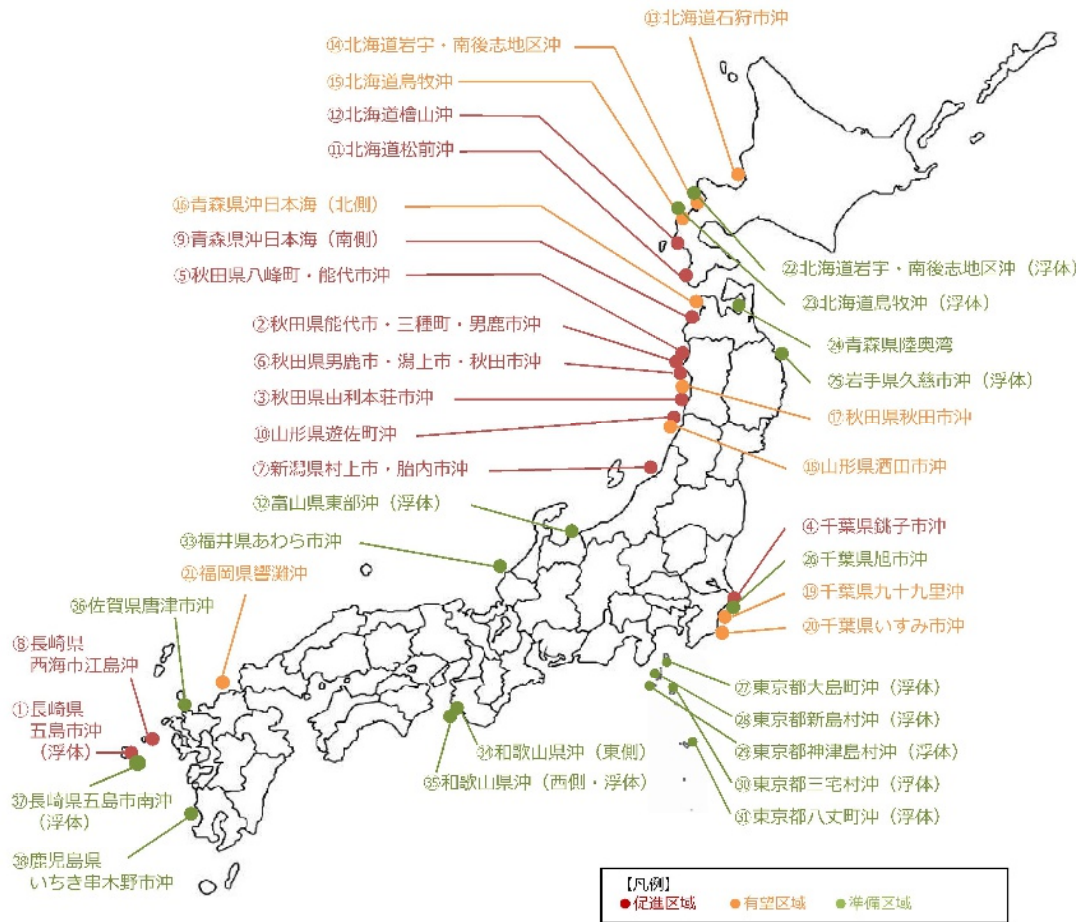 ⑬北海道石狩市沖
⑭北海道岩宇・南後志地区沖
⑮北海道島牧沖
⑫北海道檜山沖
⑪北海道松前沖
⑯青森県沖日本海（北側）
⑨青森県沖日本海（南側）
⑤秋田県八峰町・能代市沖
②秋田県能代市・三種町・男鹿市沖
⑥秋田県男鹿市・潟上市・秋田市沖
③秋田県由利本荘市沖
⑩山形県遊佐町沖
⑦新潟県村上市・胎内市沖
㉜富山県東部沖（浮体）
㉝福井県あわら市沖
㉑福岡県響灘沖
㊱佐賀県唐津市沖
⑧長崎県
西海市江島沖
①長崎県
五島市沖
（浮体）
㊲長崎県五島市南沖
（浮体）
㊳鹿児島県
いちき串木野市沖
㉒北海道岩宇・南後志地区沖（浮体）
㉓北海道島牧沖（浮体）
㉔青森県陸奥湾
㉕岩手県久慈市沖（浮体）
⑰秋田県秋田市沖
⑱山形県酒田市沖
④千葉県銚子市沖
㉖千葉県旭市沖
⑲千葉県九十九里沖
⑳千葉県いすみ市沖
㉗東京都大島町沖（浮体）
㉘東京都新島村沖（浮体）
㉙東京都神津島村沖（浮体）
㉚東京都三宅村沖（浮体）
㉛東京都八丈町沖（浮体）
㉞和歌山県沖（東側）
㉟和歌山県沖（西側・浮体）
【凡例】
●促進区域 ●有望区域 ●準備区域